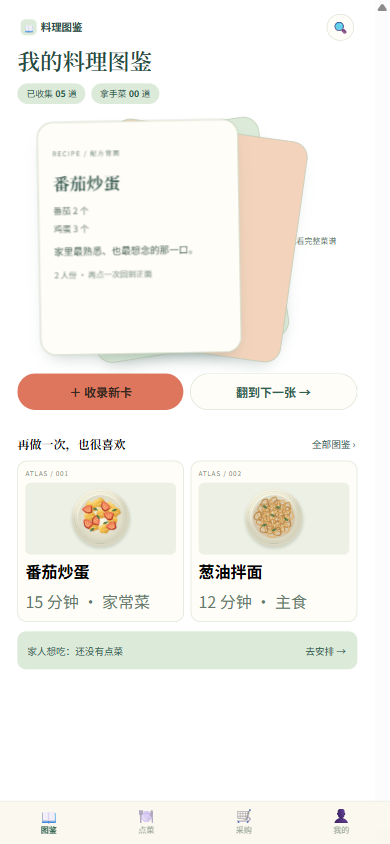 料理图鉴
我的料理图鉴
已收集 05 道
拿手菜 00 道
RECIPE / 配方背面
番茄炒蛋
番茄 2 个
鸡蛋 3 个
家里最熟悉、也最想念的那一口。
2 人份 · 再点一次回到正面
看完整菜谱
＋ 收录新卡
翻到下一张 →
再做一次，也很喜欢
全部图鉴 ›
ATLAS / 001
番茄炒蛋
15 分钟 · 家常菜
ATLAS / 002
葱油拌面
12 分钟 · 主食
家人想吃：还没有点菜
去安排 →
图鉴
点菜
采购
我的